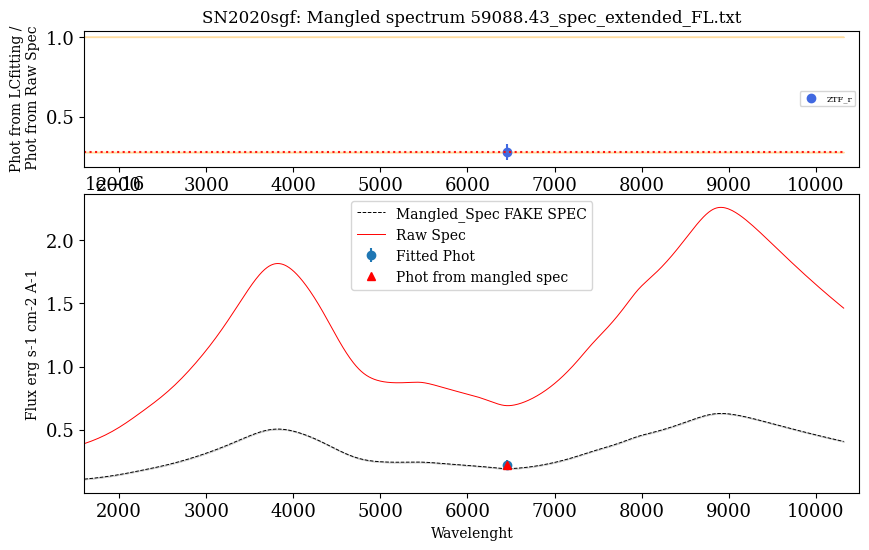 SN2020sgf: Mangled spectrum 59088.43_spec_extended_FL.txt
Phot from LCfitting /
Phot from Raw Spec
1.0
0.5
ZTF_r
2000 3000 4000 5000 6000 7000 8000 9000 10000
1e−16
Flux erg s-1 cm-2 A-1
2.0
1.5
1.0
0.5
Mangled_Spec FAKE SPEC
Raw Spec
Fitted Phot
Phot from mangled spec
2000 3000 4000 5000 6000 7000 8000 9000 10000
Wavelenght